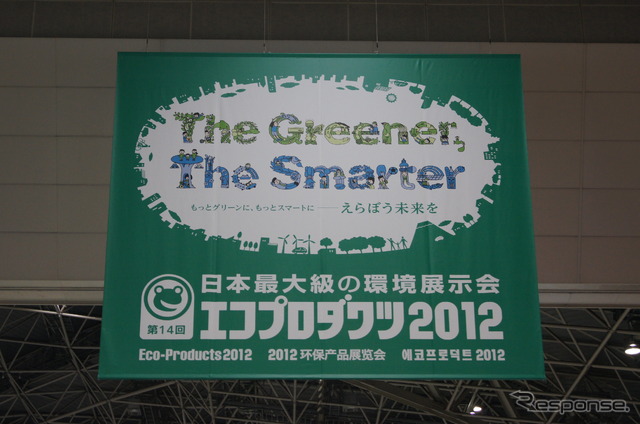 The Greener,
The Smarter
もっとグリーンに、もっとスマートに──えらぼう未来を
日本最大級の環境展示会
第14回
エコプロダクツ2012
Eco-Products2012 2012 环保产品展览会 에코프로덕트 2012
Response.